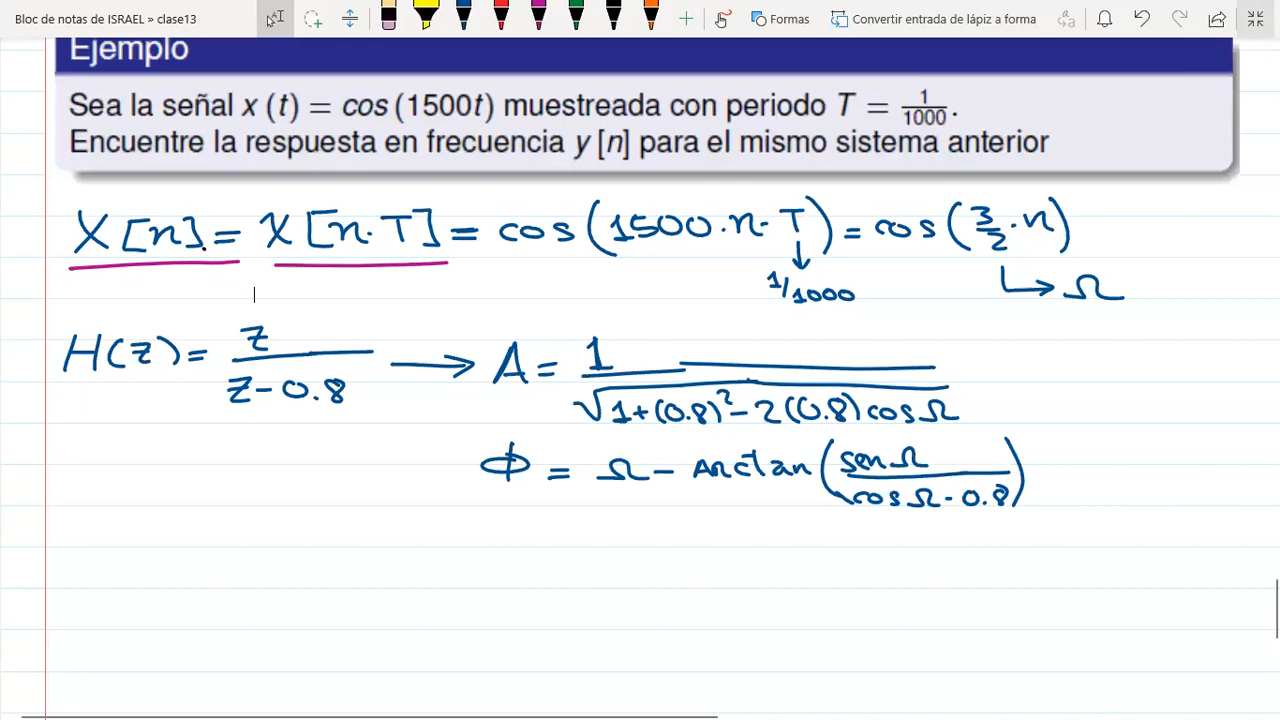 Bloc de notas de ISRAEL » clase13
Formas
Convertir entrada de lápiz a forma
Ejemplo
Sea la señal x (t) = cos (1500t) muestreada con periodo T = 1/1000.
Encuentre la respuesta en frecuencia y [n] para el mismo sistema anterior
X[n] = X[n·T] = cos(1500·n·T) = cos(3/2·n)
1/1000
Ω
H(z) = z/(z-0.8) → A = 1/√(1+(0.8)²-2(0.8)cosΩ)
Φ = Ω - Arctan(senΩ/(cosΩ-0.8))